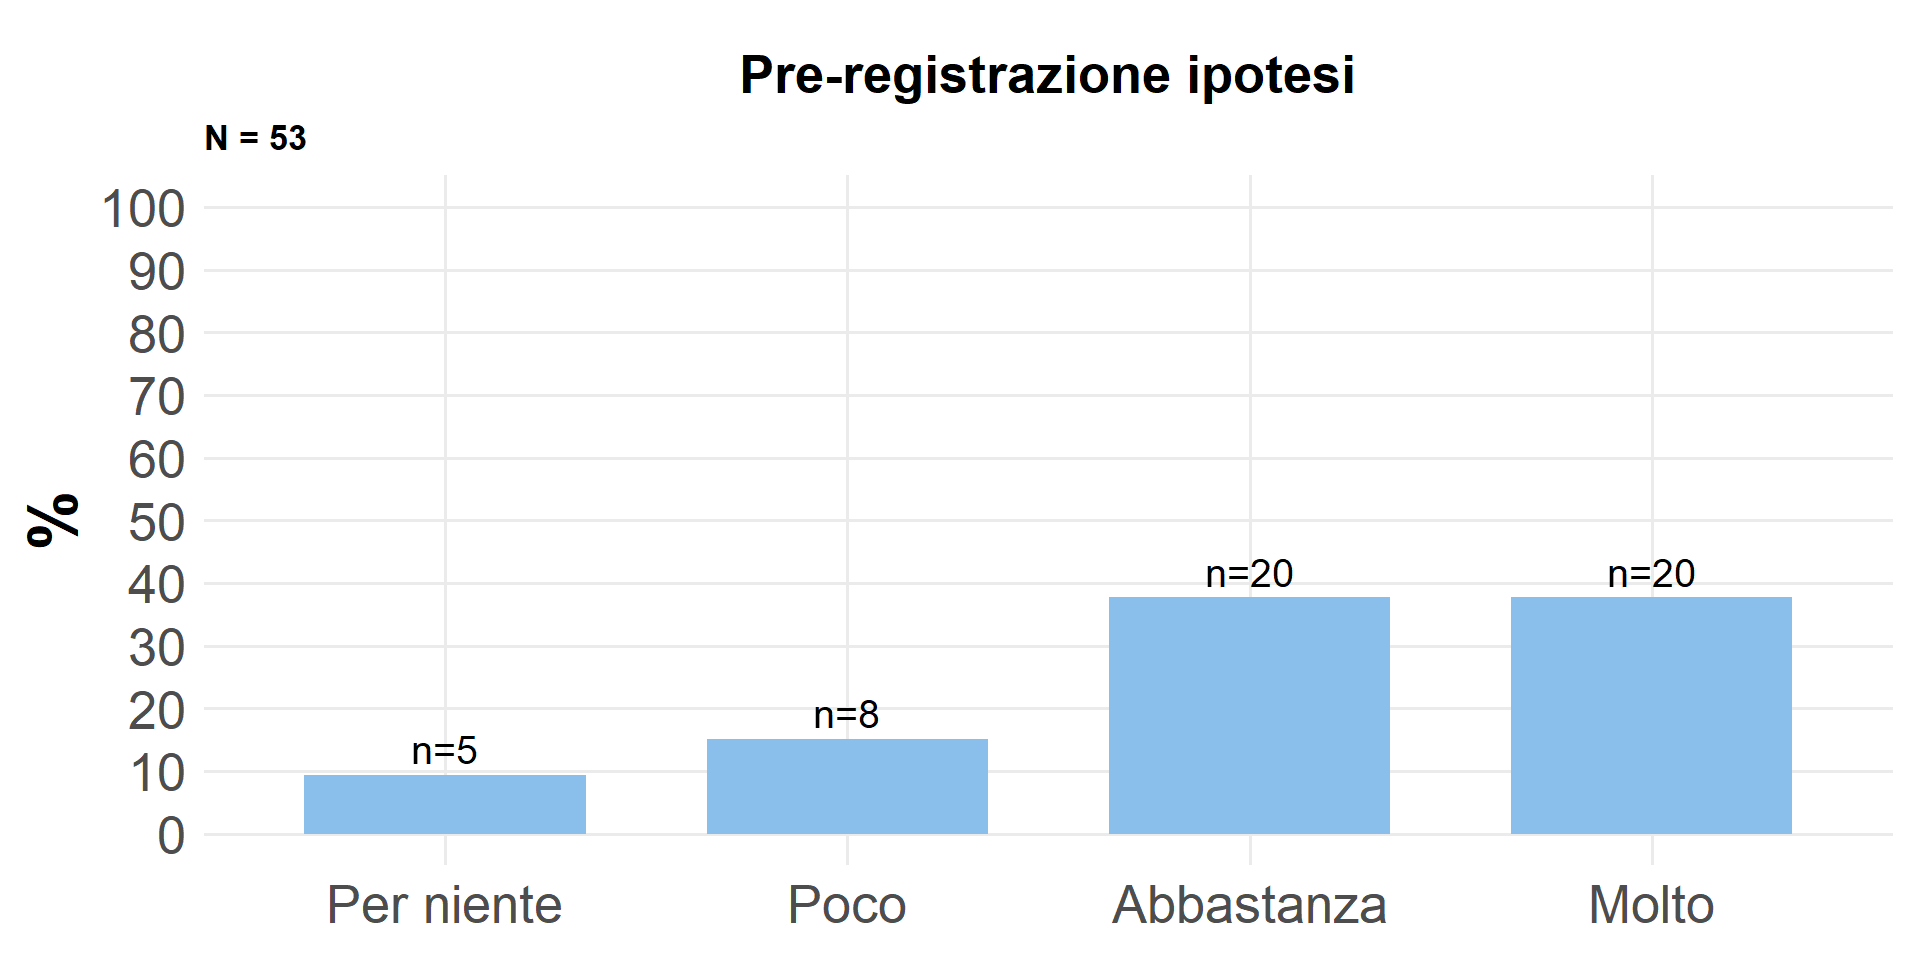 Pre-registrazione ipotesi
N = 53
100
90
80
70
60
50
40
30
20
10
0
%
n=5
n=8
n=20
n=20
Per niente
Poco
Abbastanza
Molto